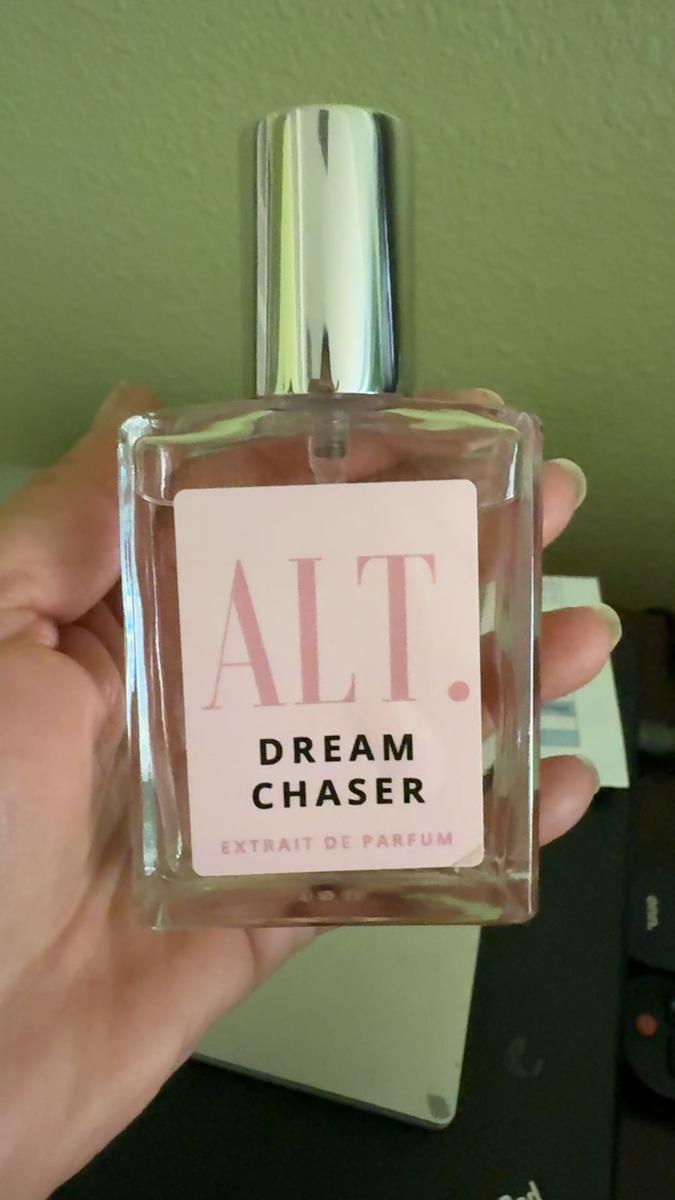 ALT.
DREAM
CHASER
EXTRAIT DE PARFUM